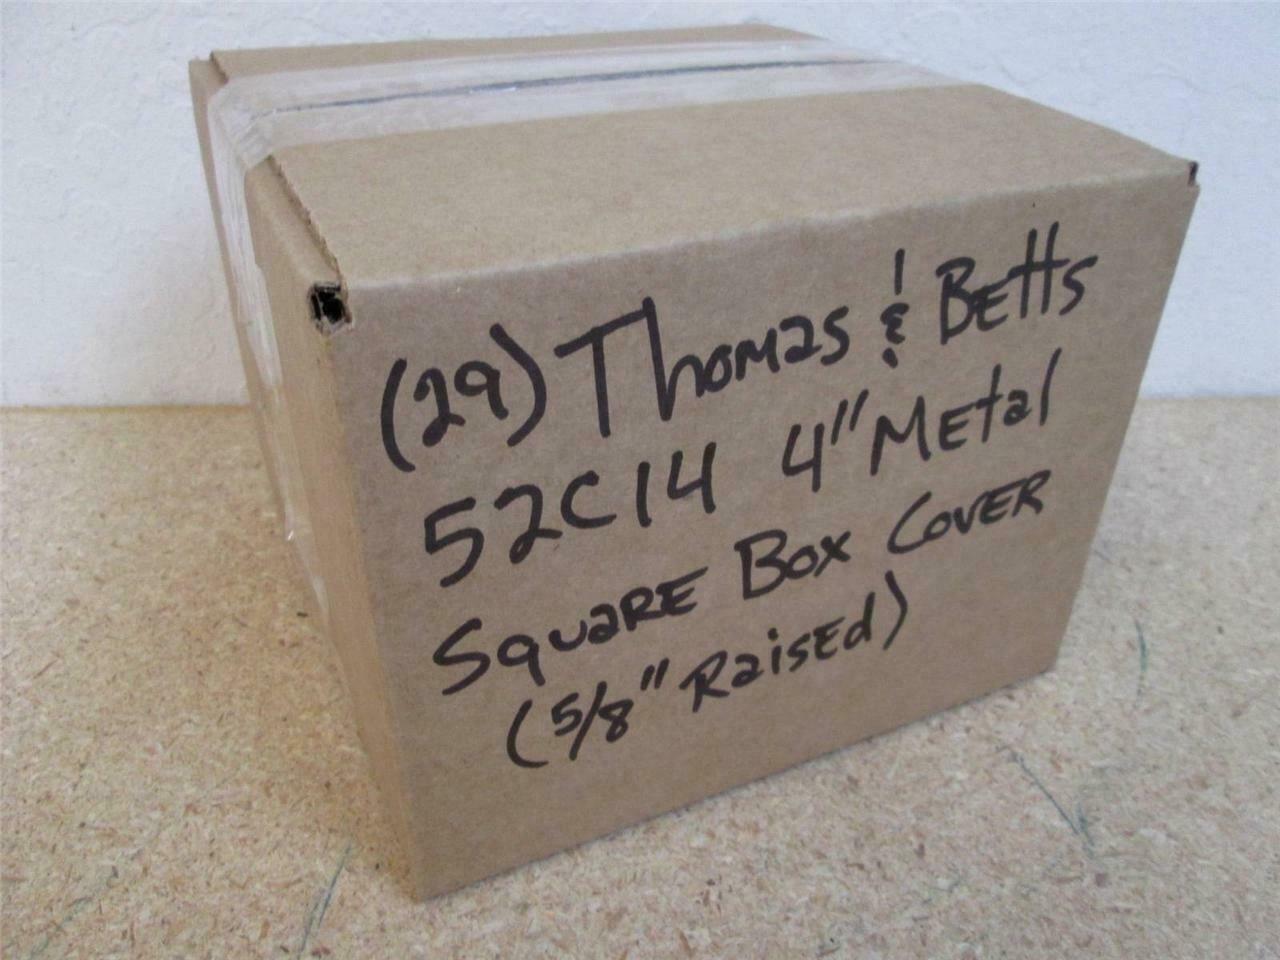 (29) Thomas & Betts
52C14 4" Metal
Square Box Cover
(5/8" Raised)